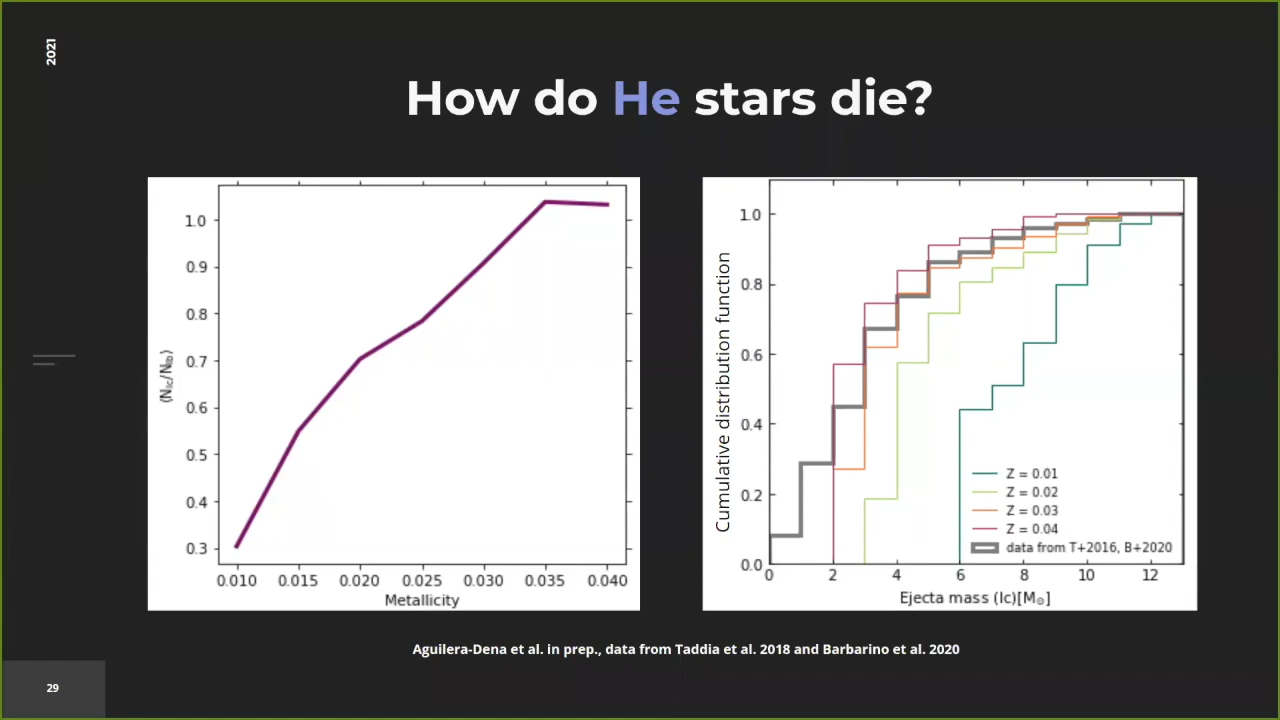 2021
How do He stars die?
(N_Ic/N_Ib)
1.0
0.9
0.8
0.7
0.6
0.5
0.4
0.3
0.010 0.015 0.020 0.025 0.030 0.035 0.040
Metallicity
Cumulative distribution function
1.0
0.8
0.6
0.4
0.2
0.0
Z = 0.01
Z = 0.02
Z = 0.03
Z = 0.04
data from T+2016, B+2020
0 2 4 6 8 10 12
Ejecta mass (Ic)[M⊙]
Aguilera-Dena et al. in prep., data from Taddia et al. 2018 and Barbarino et al. 2020
29